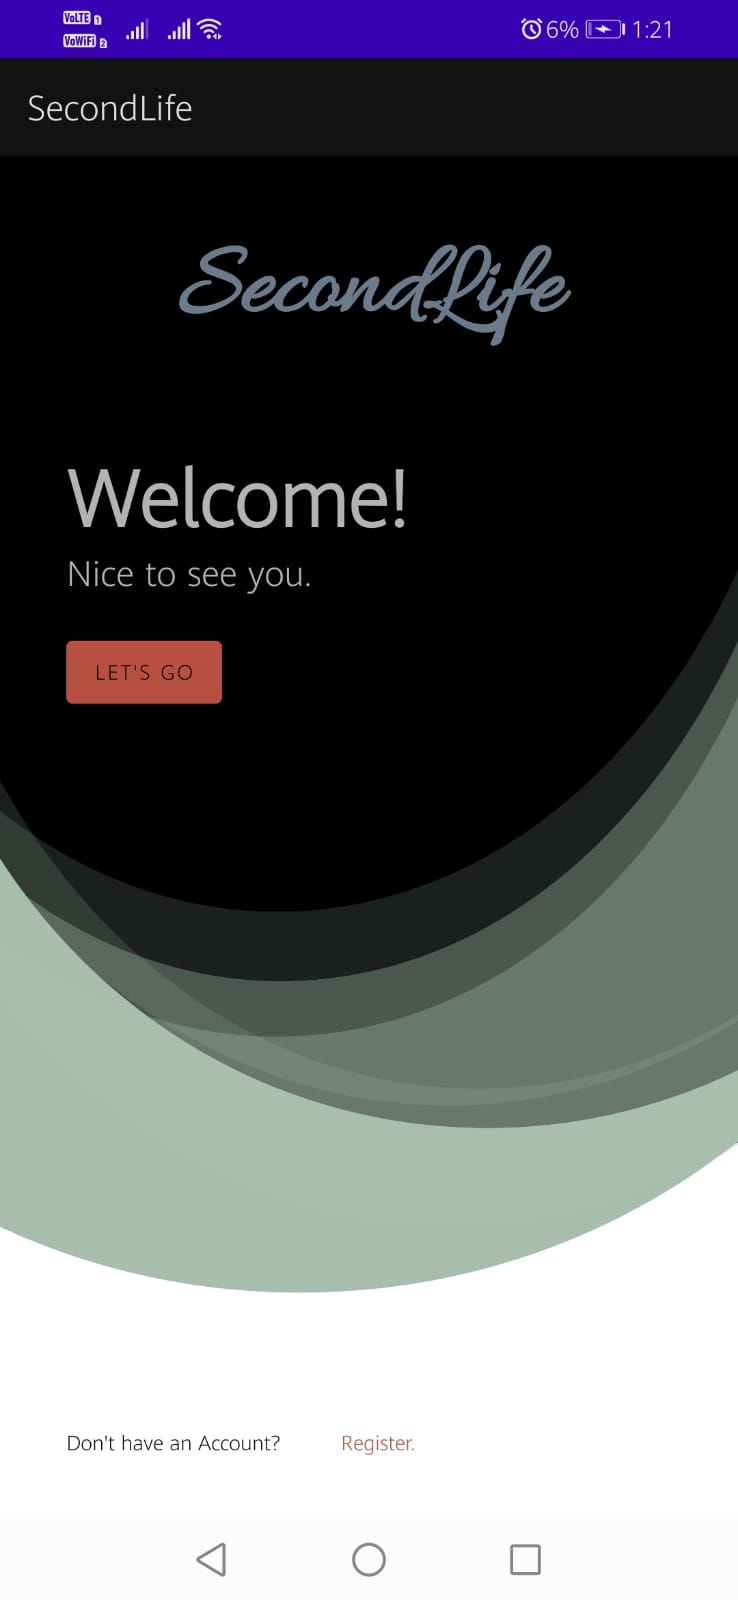 VoLTE 1
VoWiFi 2
6% 1:21
SecondLife
SecondLife
Welcome!
Nice to see you.
LET'S GO
Don't have an Account? Register.